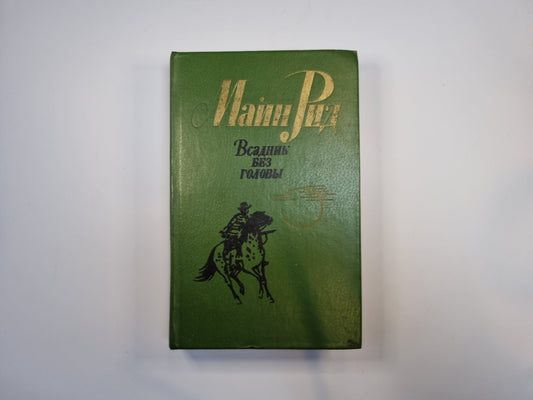 Майн Рид
Всадник
без
головы